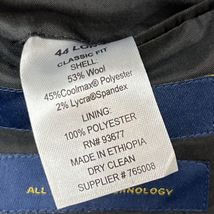 44 LONG
CLASSIC FIT
SHELL
53% Wool
45%Coolmax® Polyester
2% Lycra®Spandex
LINING:
100% POLYESTER
RN# 93677
MADE IN ETHIOPIA
DRY CLEAN
SUPPLIER # 765008
ALL TECHNOLOGY